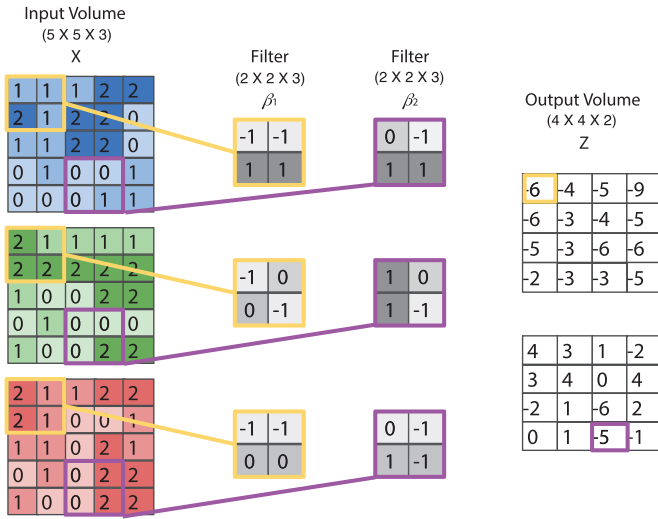 Input Volume
(5 X 5 X 3)
X
1 1 1 2 2
2 1 2 2 0
1 1 2 2 0
0 1 0 0 1
0 0 0 1 1
2 1 1 1 1
2 2 2 2 2
1 0 0 2 2
0 1 0 0 0
1 0 0 2 2
2 1 1 2 2
2 1 0 0 1
1 1 0 2 1
0 1 0 2 2
1 0 0 2 2
Filter
(2 X 2 X 3)
β1
-1 -1
1 1
-1 0
0 -1
-1 -1
0 0
Filter
(2 X 2 X 3)
β2
0 -1
1 1
1 0
1 -1
0 -1
1 -1
Output Volume
(4 X 4 X 2)
Z
-6 -4 -5 -9
-6 -3 -4 -5
-5 -3 -6 -6
-2 -3 -3 -5
4 3 1 -2
3 4 0 4
-2 1 -6 2
0 1 -5 -1